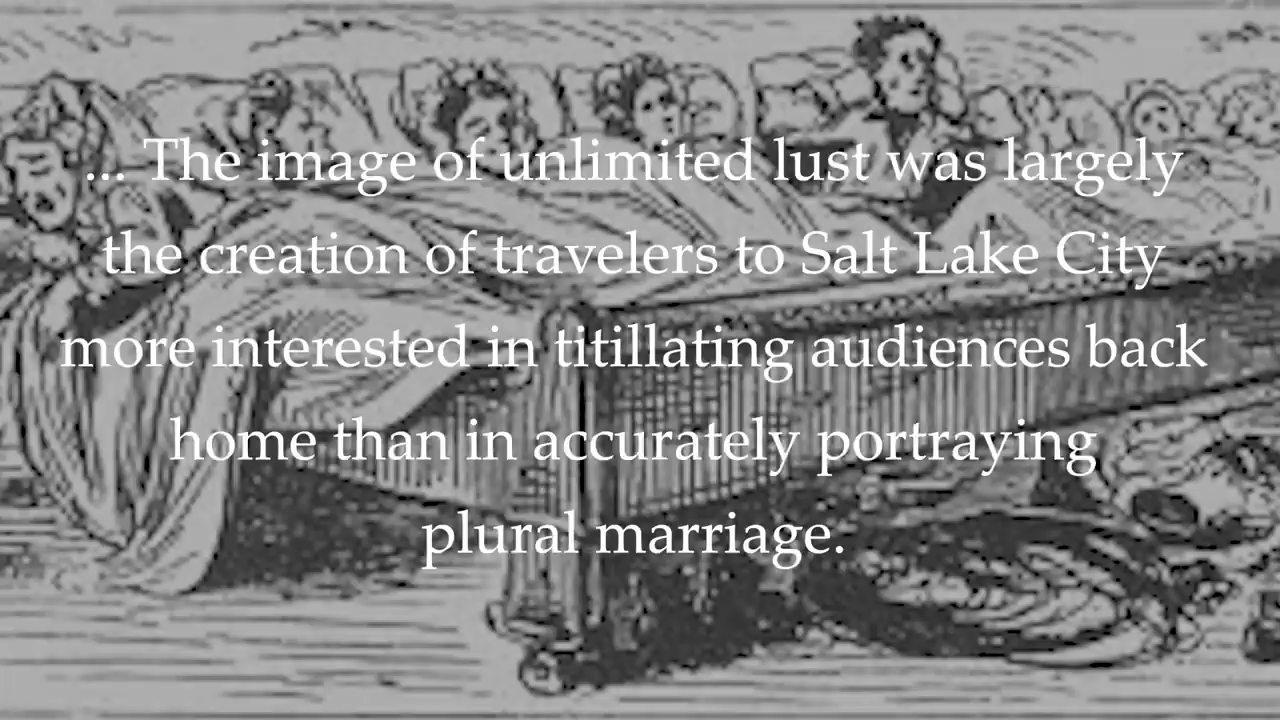 ... The image of unlimited lust was largely
the creation of travelers to Salt Lake City
more interested in titillating audiences back
home than in accurately portraying
plural marriage.